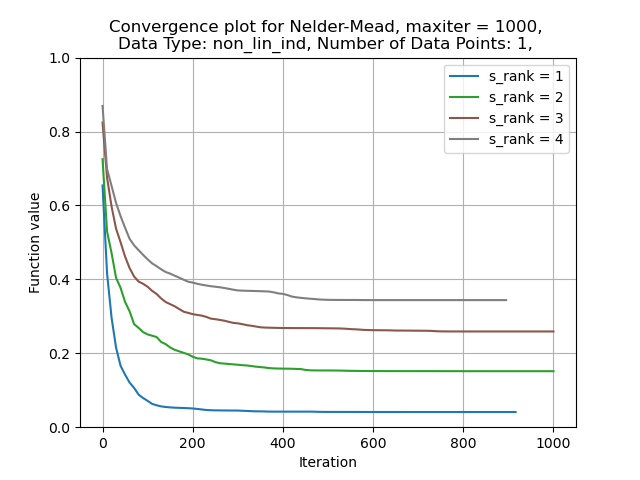 Convergence plot for Nelder-Mead, maxiter = 1000,
Data Type: non_lin_ind, Number of Data Points: 1,
s_rank = 1
s_rank = 2
s_rank = 3
s_rank = 4
Function value
1.0
0.8
0.6
0.4
0.2
0.0
0 200 400 600 800 1000
Iteration